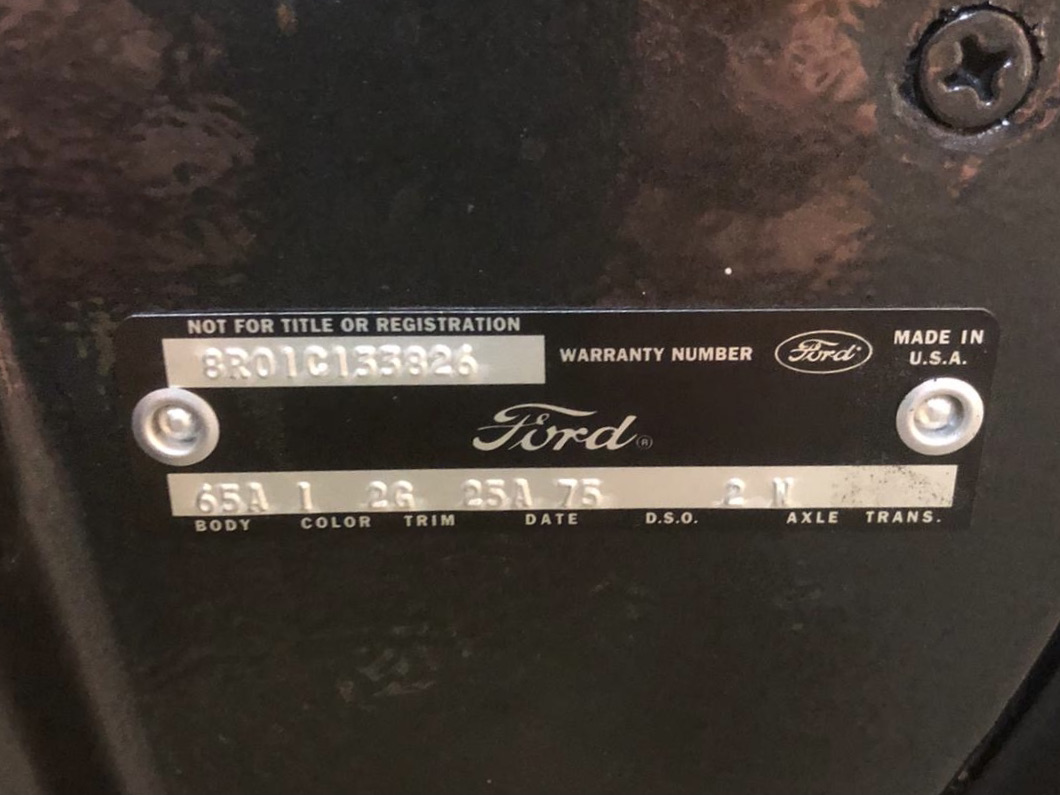 NOT FOR TITLE OR REGISTRATION
8R01C133826
WARRANTY NUMBER
Ford
MADE IN
U.S.A.
Ford®
65A 1 2G 25A 75 2 W
BODY COLOR TRIM DATE D.S.O. AXLE TRANS.